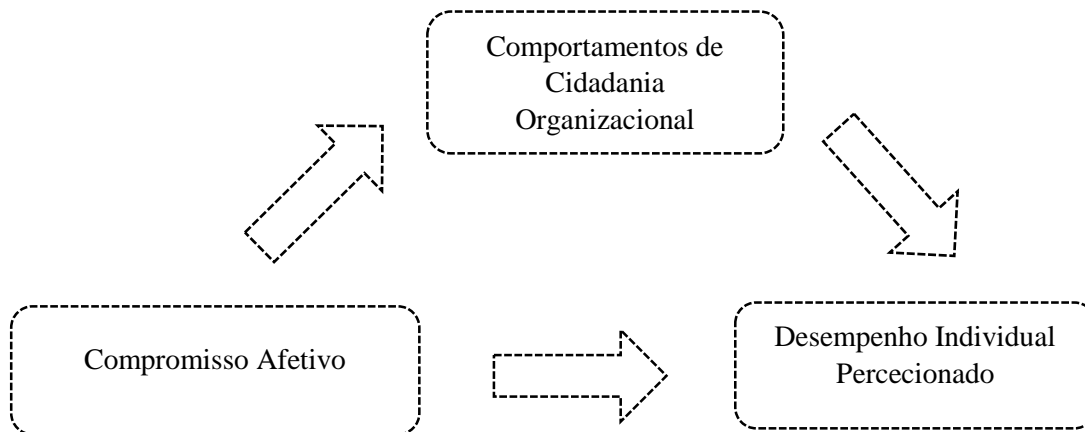 Comportamentos de
Cidadania
Organizacional
Compromisso Afetivo
Desempenho Individual
Percecionado